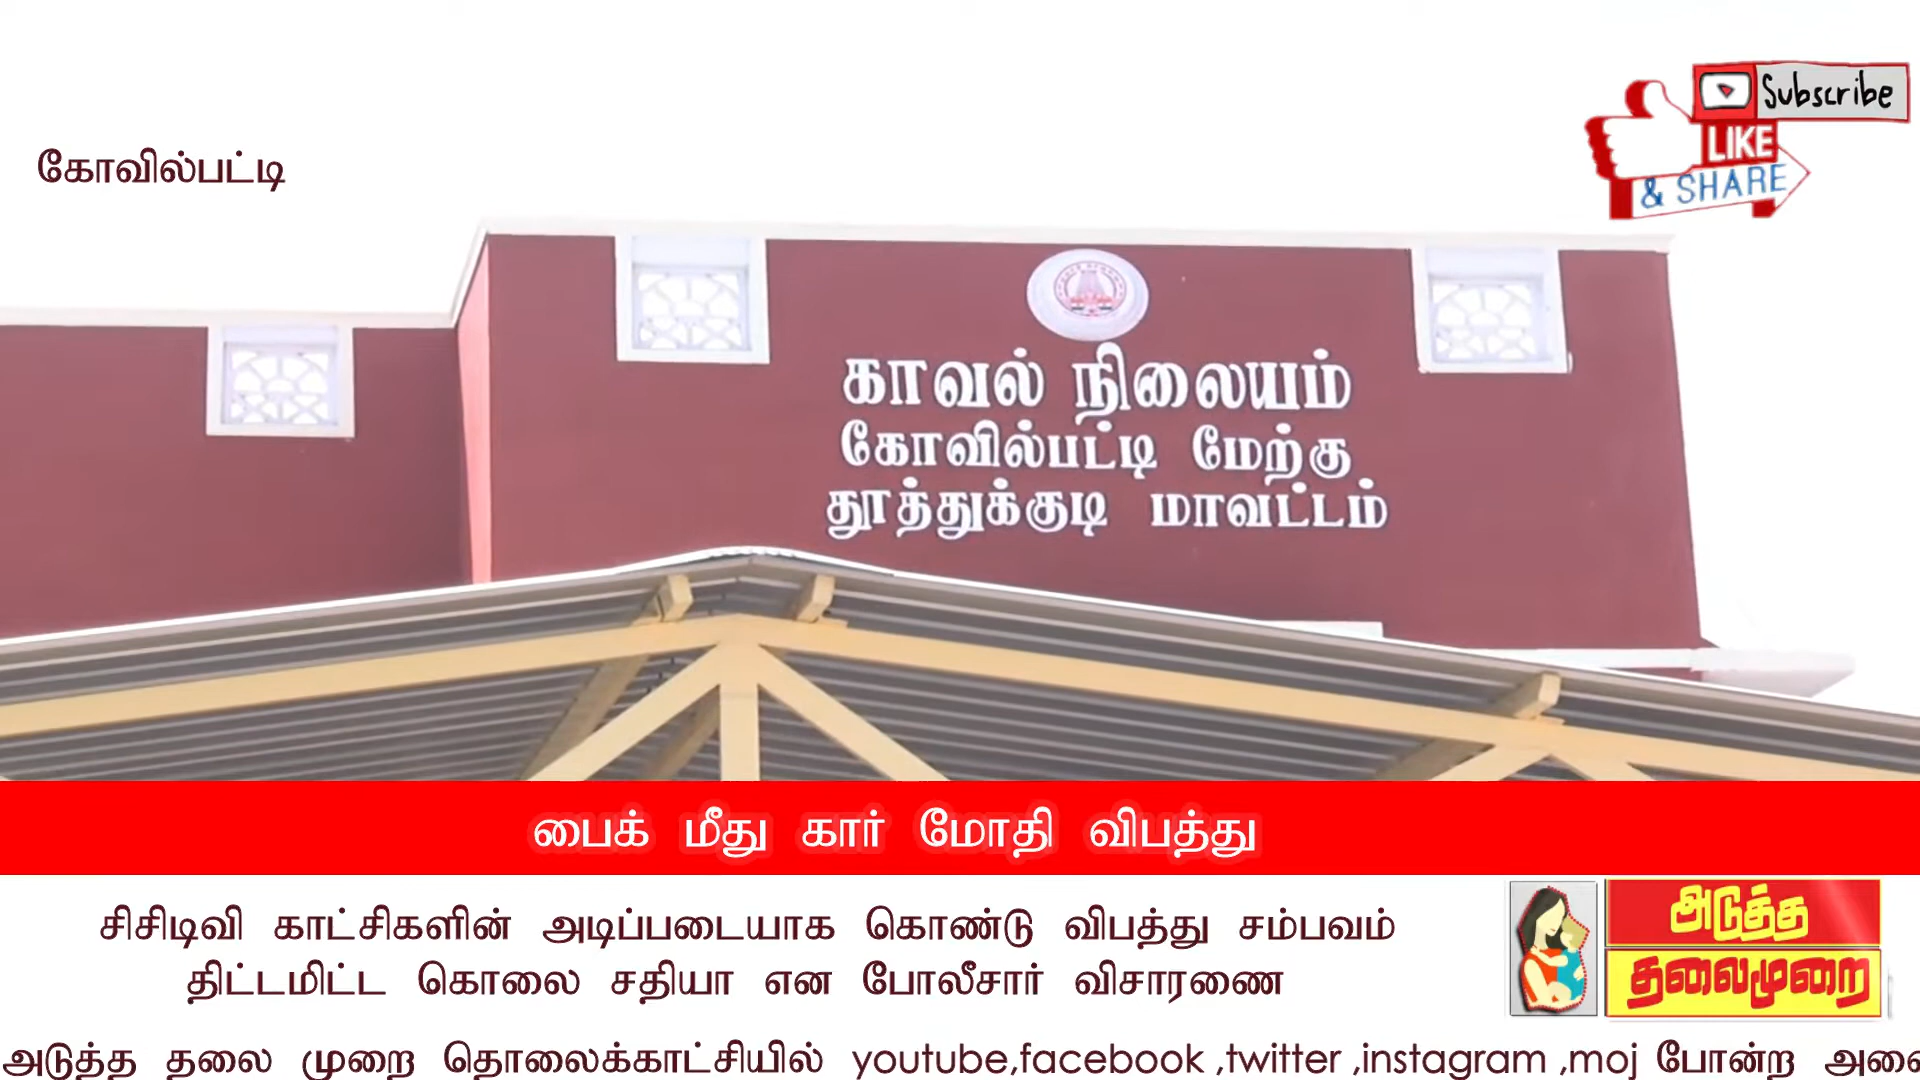 Subscribe
LIKE
& SHARE
கோவில்பட்டி
காவல் நிலையம்
கோவில்பட்டி மேற்கு
தூத்துக்குடி மாவட்டம்
பைக் மீது கார் மோதி விபத்து
சிசிடிவி காட்சிகளின் அடிப்படையாக கொண்டு விபத்து சம்பவம்
திட்டமிட்ட கொலை சதியா என போலீசார் விசாரணை
அடுத்த
தலைமுறை
அடுத்த தலை முறை தொலைக்காட்சியில் youtube,facebook ,twitter ,instagram ,moj போன்ற